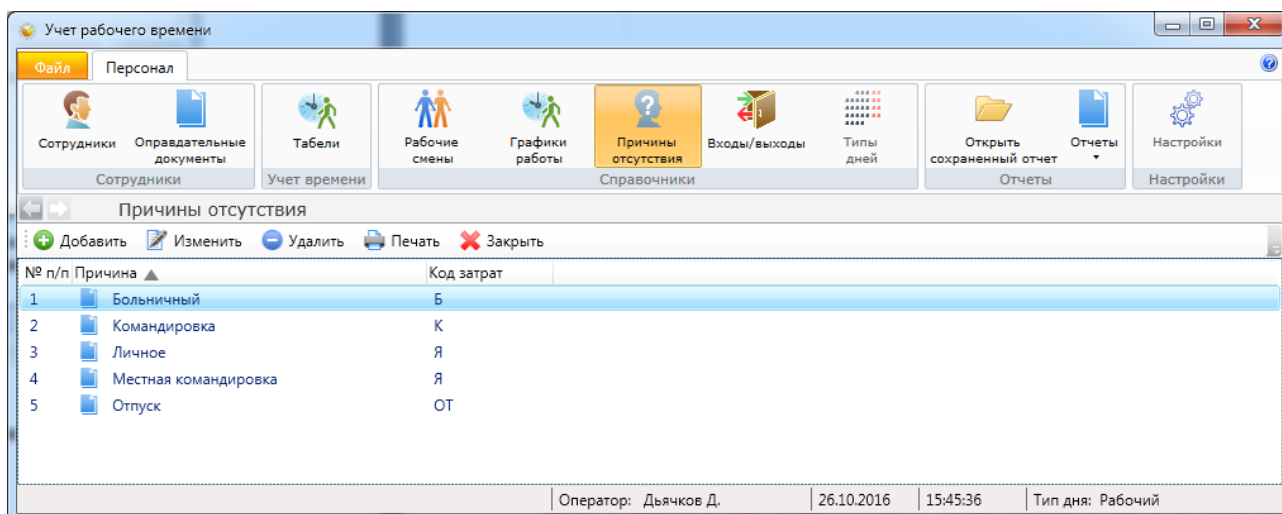 Учет рабочего времени
Файл Персонал
Сотрудники Оправдательные документы Табели Рабочие смены Графики работы Причины отсутствия Входы/выходы Типы дней Открыть сохраненный отчет Отчеты Настройки
Сотрудники Учет времени Справочники Отчеты Настройки
Причины отсутствия
Добавить Изменить Удалить Печать Закрыть
№ п/п Причина Код затрат
1 Больничный Б
2 Командировка К
3 Личное Я
4 Местная командировка Я
5 Отпуск ОТ
Оператор: Дьячков Д. 26.10.2016 15:45:36 Тип дня: Рабочий